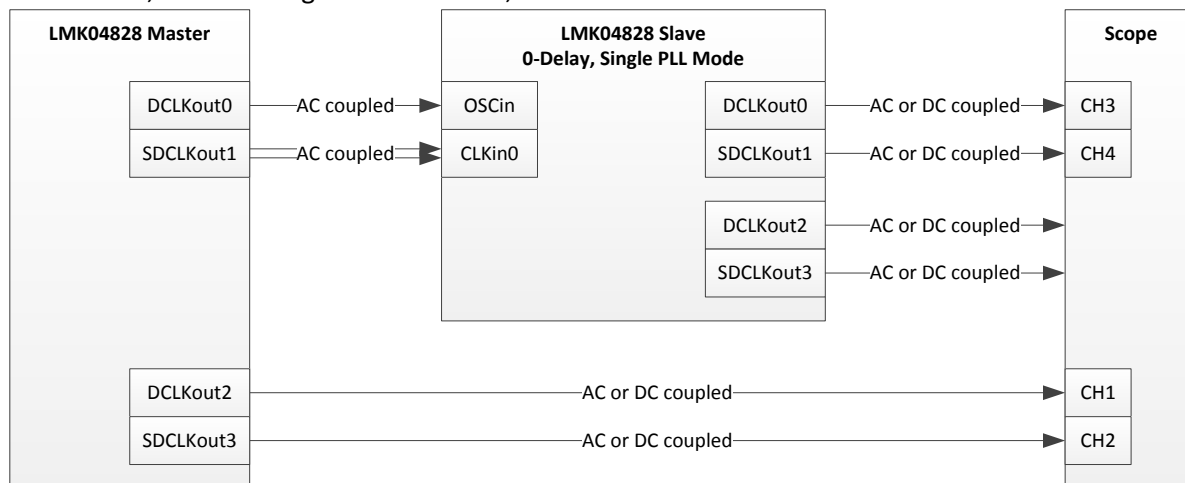 LMK04828 Master
LMK04828 Slave
0-Delay, Single PLL Mode
Scope
DCLKout0
AC coupled
OSCin
DCLKout0
AC or DC coupled
CH3
SDCLKout1
AC coupled
CLKin0
SDCLKout1
AC or DC coupled
CH4
DCLKout2
AC or DC coupled
SDCLKout3
AC or DC coupled
DCLKout2
AC or DC coupled
CH1
SDCLKout3
AC or DC coupled
CH2